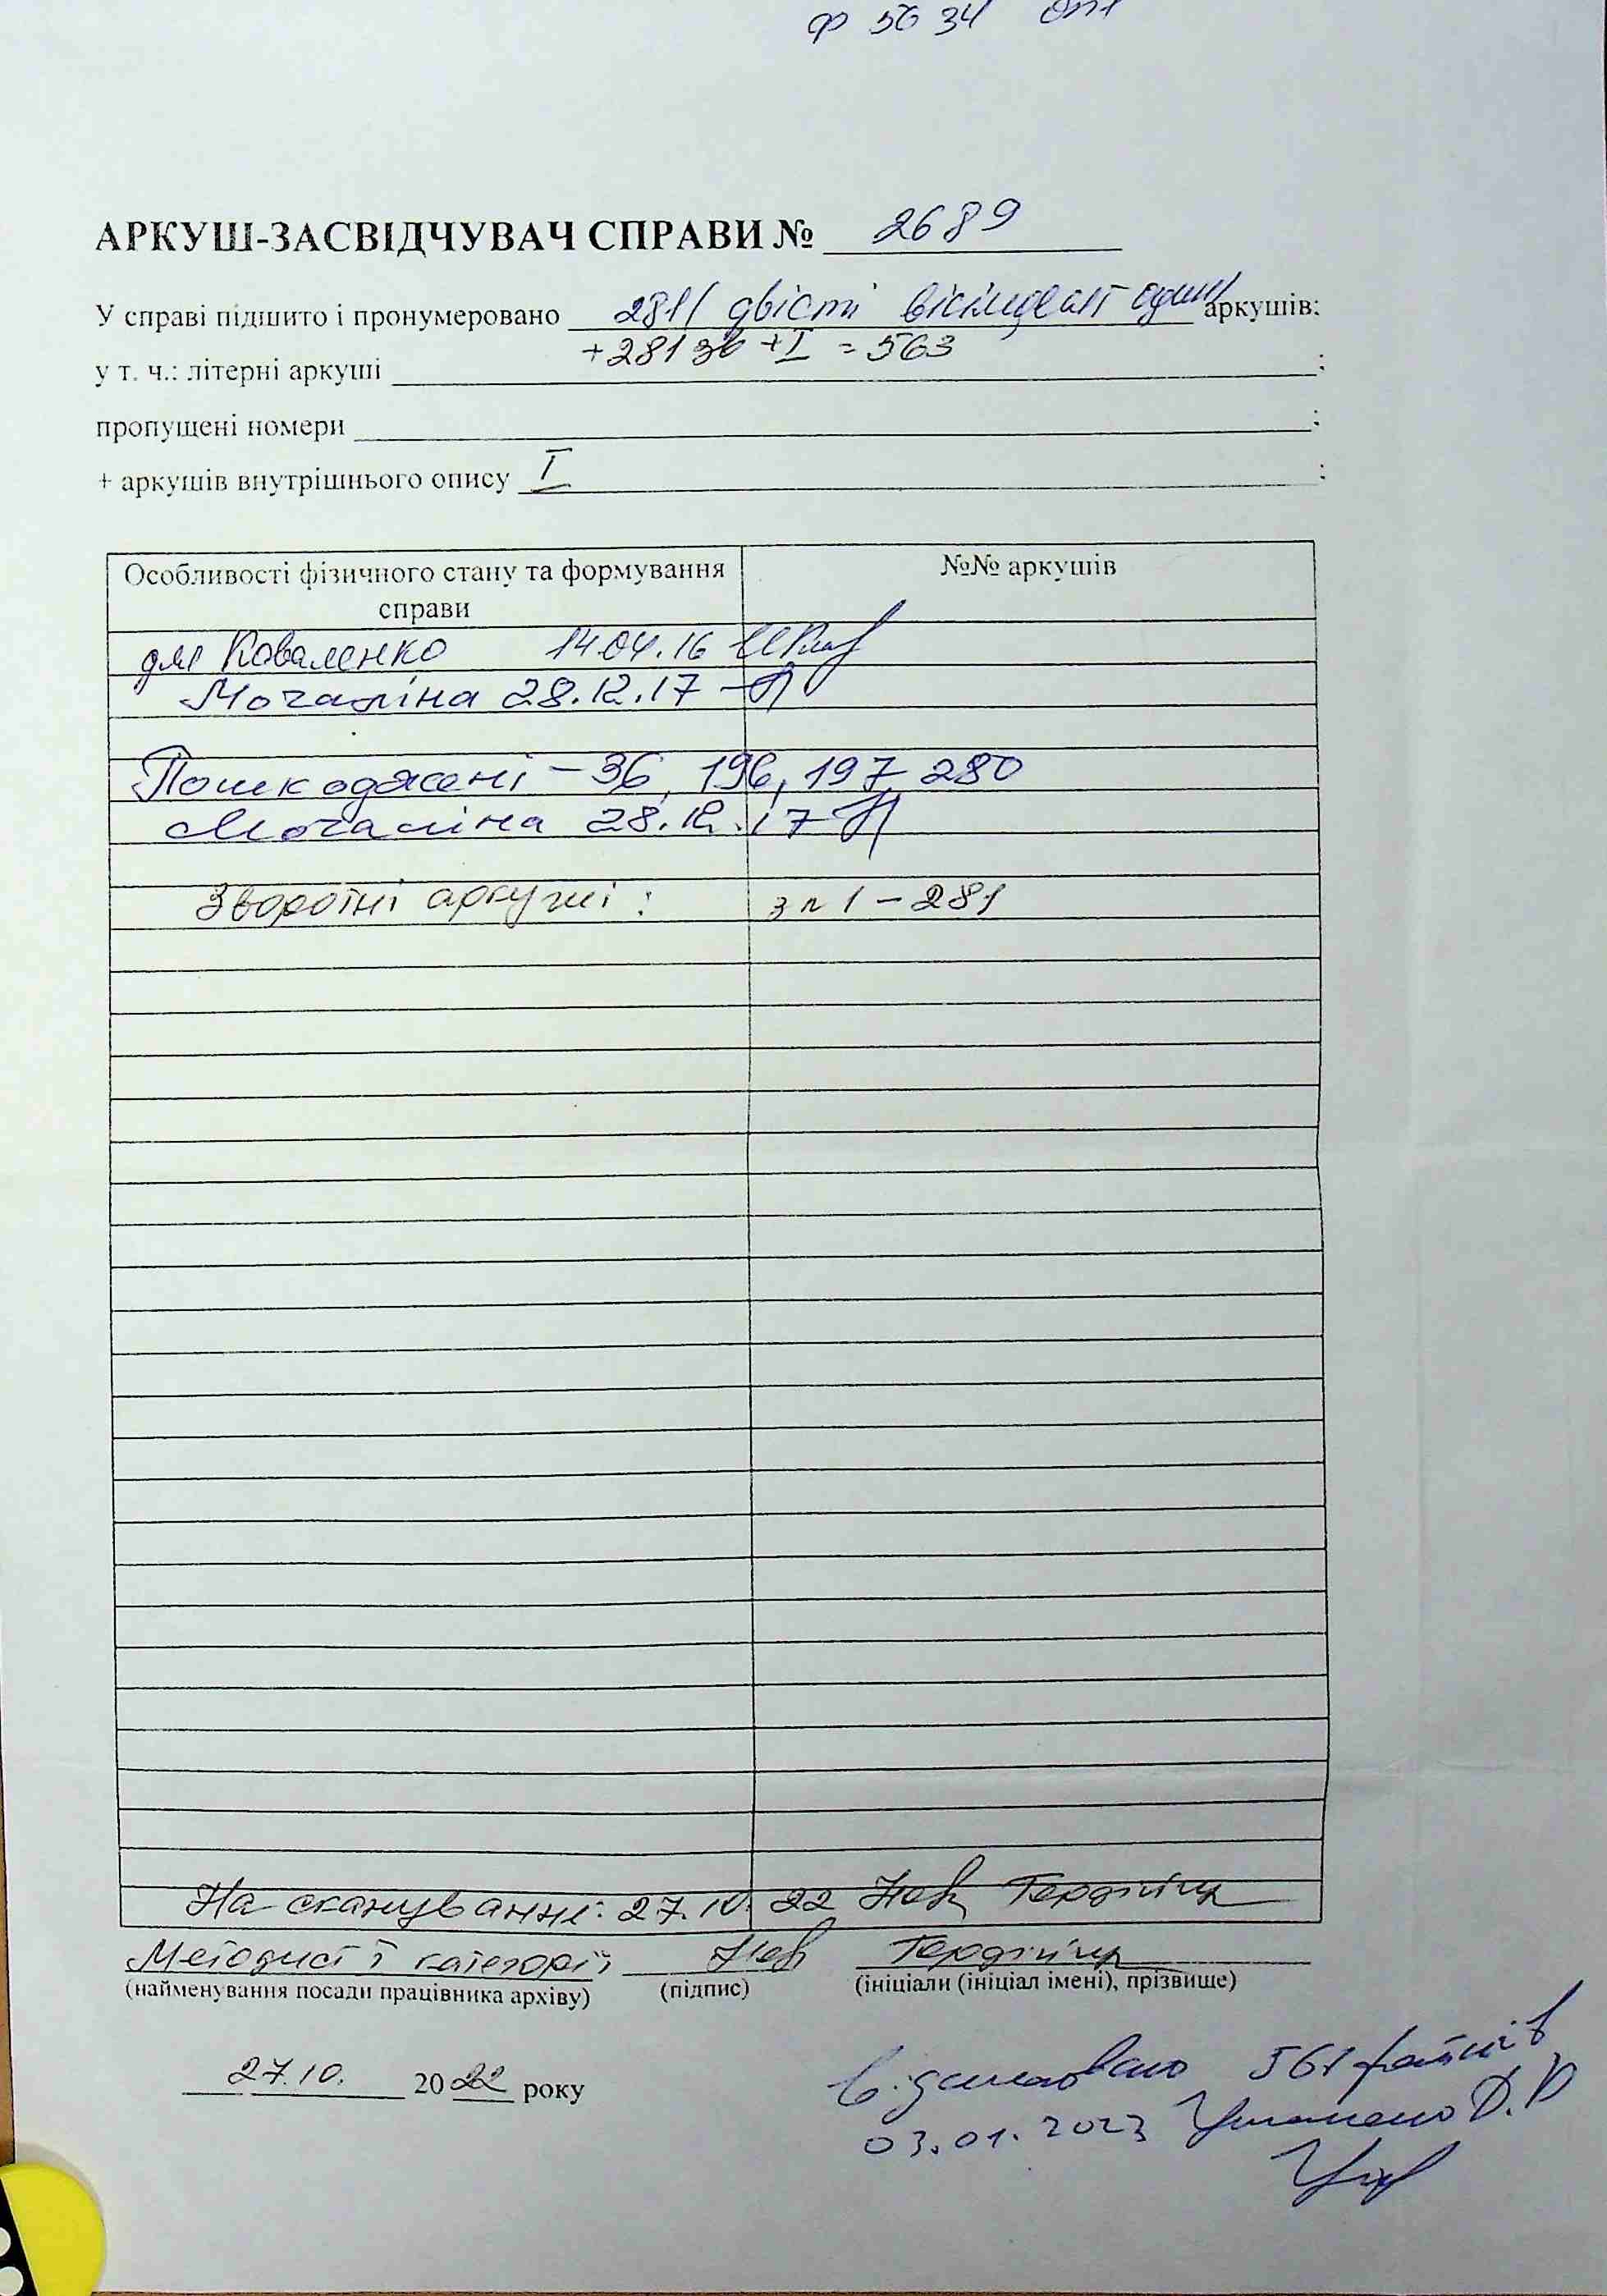 ф 5634 оп1
АРКУШ-ЗАСВІДЧУВАЧ СПРАВИ № 2689
У справі підшито і пронумеровано 281/ двісті вісімдесят один аркушів:
+281 зв + I = 563
у т. ч.: літерні аркуші ;
пропущені номери ;
+ аркушів внутрішнього опису I ;
Особливості фізичного стану та формування справи
№№ аркушів
для Коваленко 14.04.16
Мочаліна 28.12.17
Пошкоджені – 36, 196, 197, 280
Мочаліна 28.12.17
Зворотні аркуші : зв 1 – 281
На сканування: 27.10.22
Методист I категорії
(найменування посади працівника архіву) (підпис) (ініціали (ініціал імені), прізвище)
27.10. 2022 року
Відскановано 561 файлів
03.01.2023 Д.